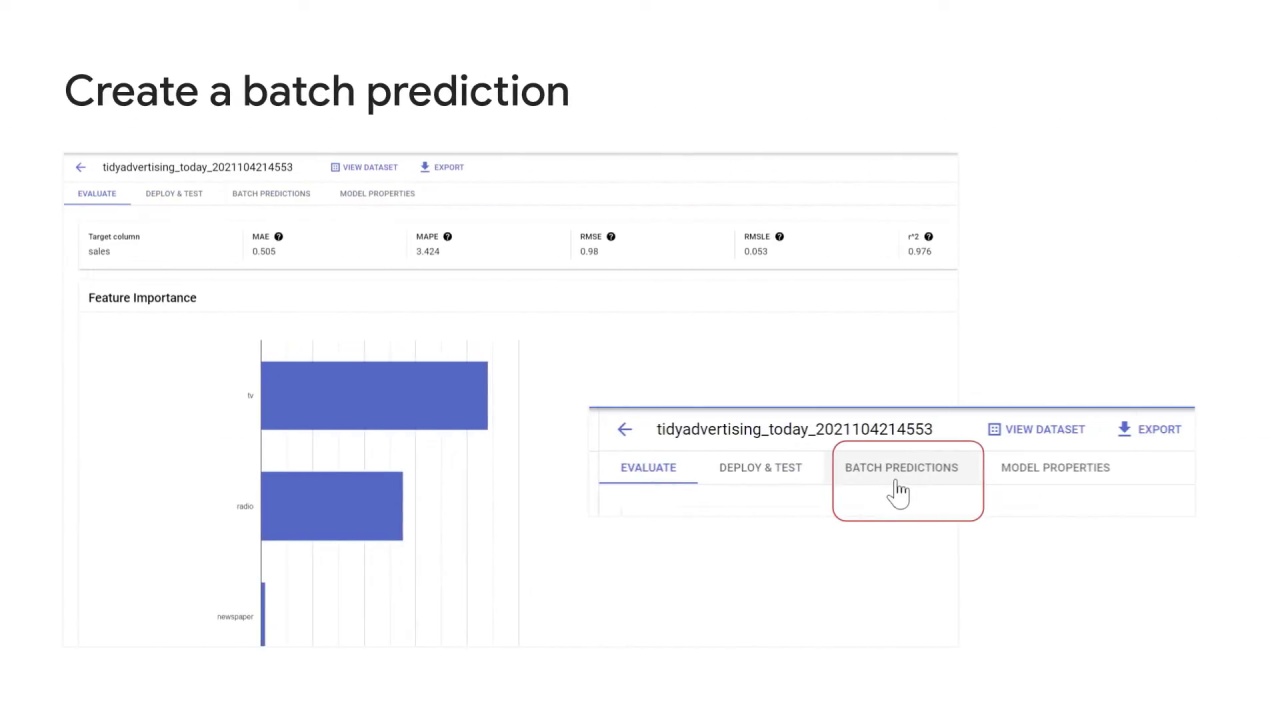 Create a batch prediction
tidyadvertising_today_2021104214553 VIEW DATASET EXPORT
EVALUATE DEPLOY & TEST BATCH PREDICTIONS MODEL PROPERTIES
Target column MAE ? MAPE ? RMSE ? RMSLE ? r^2 ?
sales 0.505 3.424 0.98 0.053 0.976
Feature Importance
tv
radio
newspaper
tidyadvertising_today_2021104214553 VIEW DATASET EXPORT
EVALUATE DEPLOY & TEST BATCH PREDICTIONS MODEL PROPERTIES